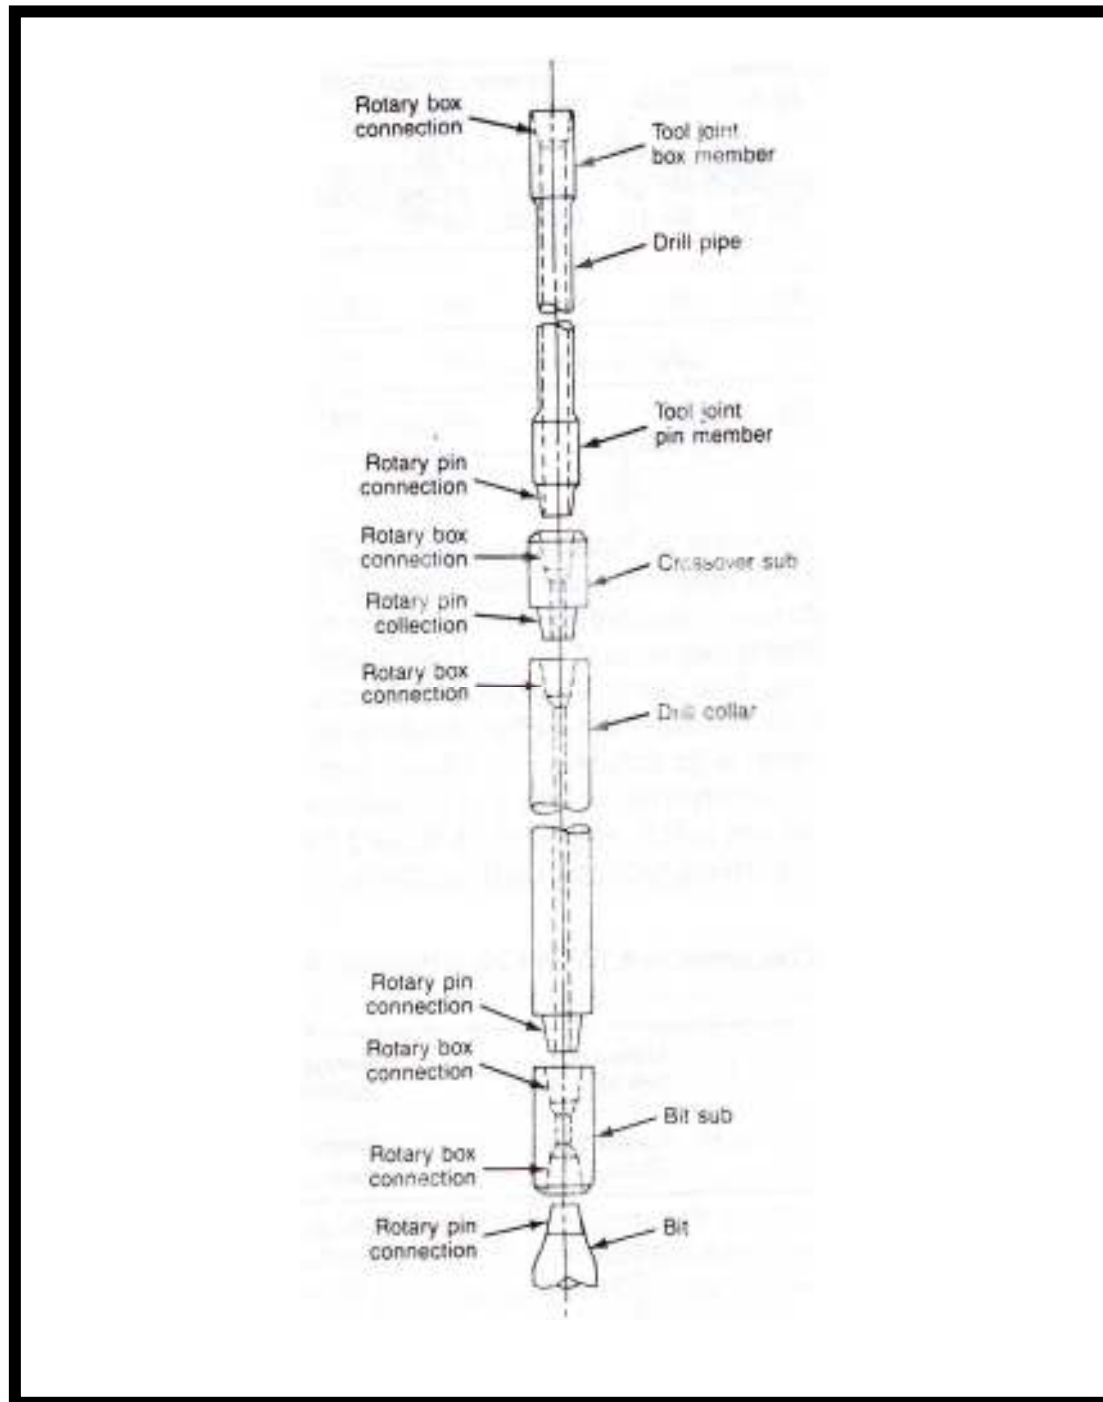 Rotary box
connection
Tool joint
box member
Drill pipe
Tool joint
pin member
Rotary pin
connection
Rotary box
connection
Crossover sub
Rotary pin
collection
Rotary box
connection
Drill collar
Rotary pin
connection
Rotary box
connection
Bit sub
Rotary box
connection
Rotary pin
connection
Bit